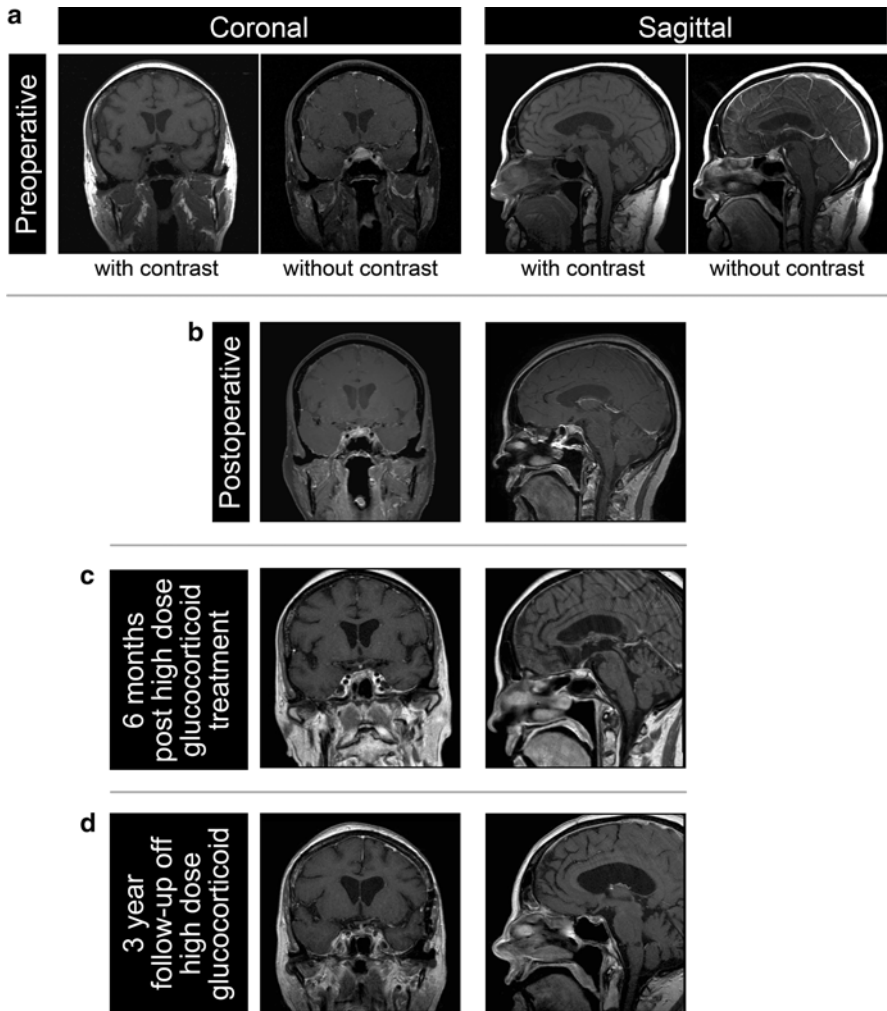 a
Coronal
Sagittal
Preoperative
with contrast
without contrast
with contrast
without contrast
b
Postoperative
c
6 months
post high dose
glucocorticoid
treatment
d
3 year
follow-up off
high dose
glucocorticoid